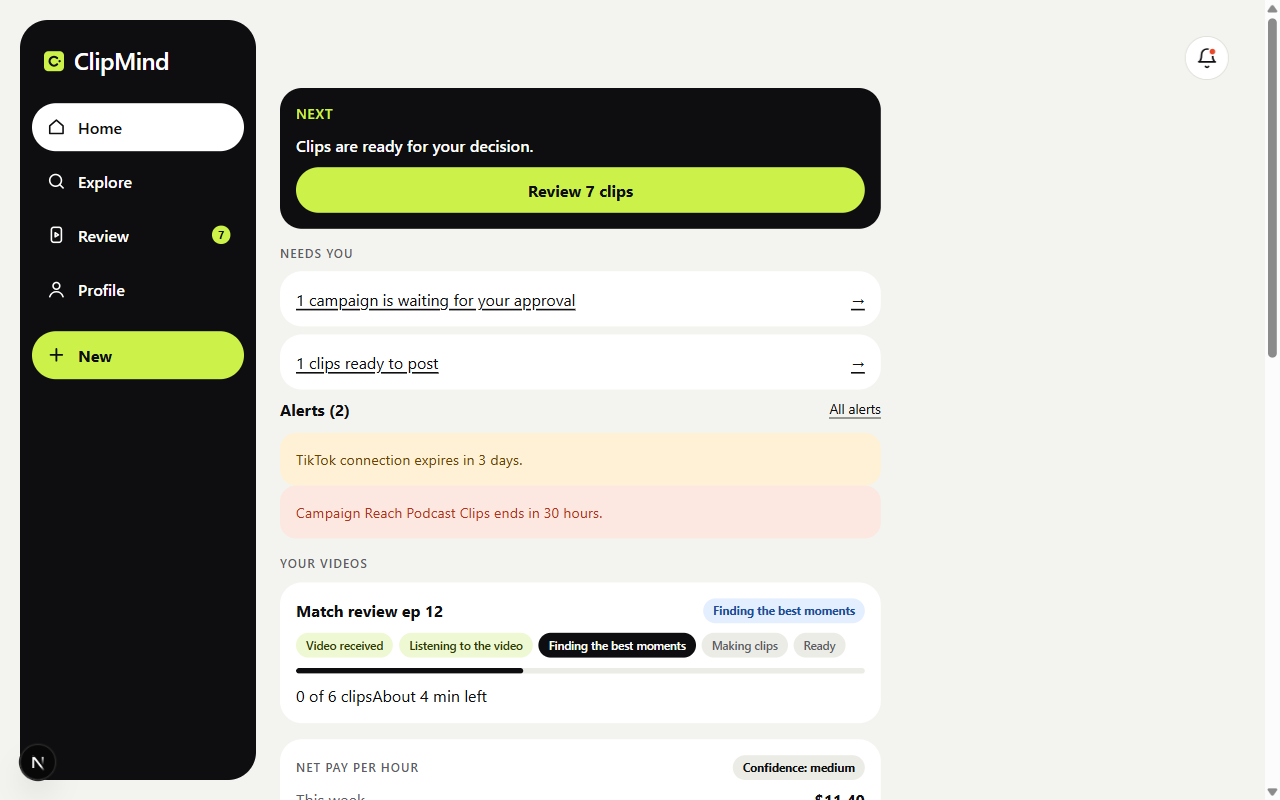 ClipMind
Home
Explore
Review 7
Profile
New
NEXT
Clips are ready for your decision.
Review 7 clips
NEEDS YOU
1 campaign is waiting for your approval →
1 clips ready to post →
Alerts (2) All alerts
TikTok connection expires in 3 days.
Campaign Reach Podcast Clips ends in 30 hours.
YOUR VIDEOS
Match review ep 12 Finding the best moments
Video received Listening to the video Finding the best moments Making clips Ready
0 of 6 clipsAbout 4 min left
NET PAY PER HOUR Confidence: medium
This week $11.40
N